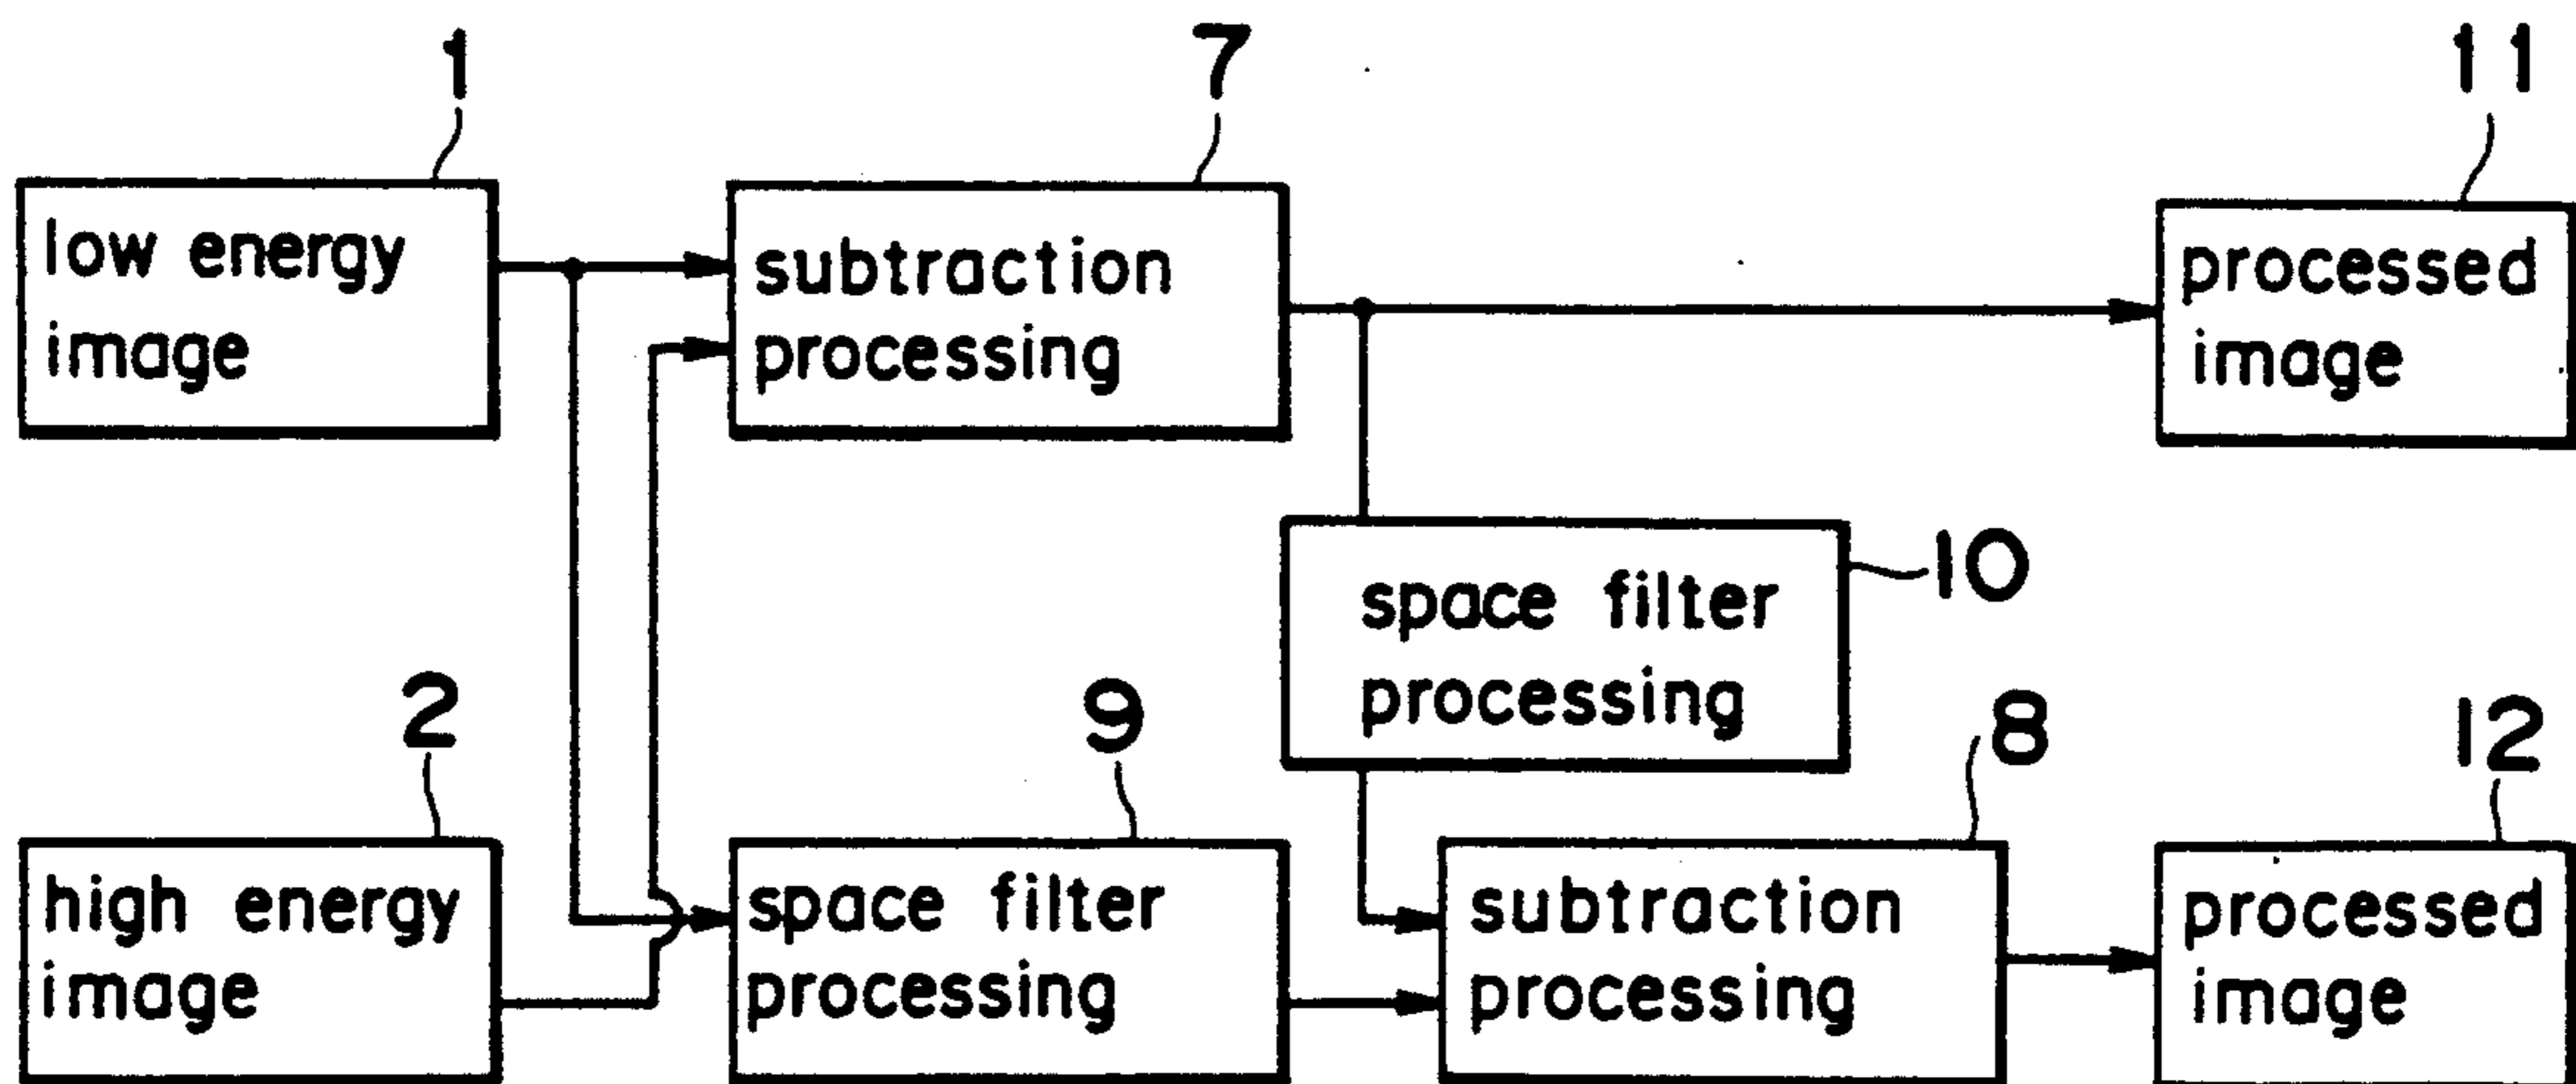 1
7
11
low energy
image
subtraction
processing
processed
image
10
space filter
processing
2
9
8
12
high energy
image
space filter
processing
subtraction
processing
processed
image